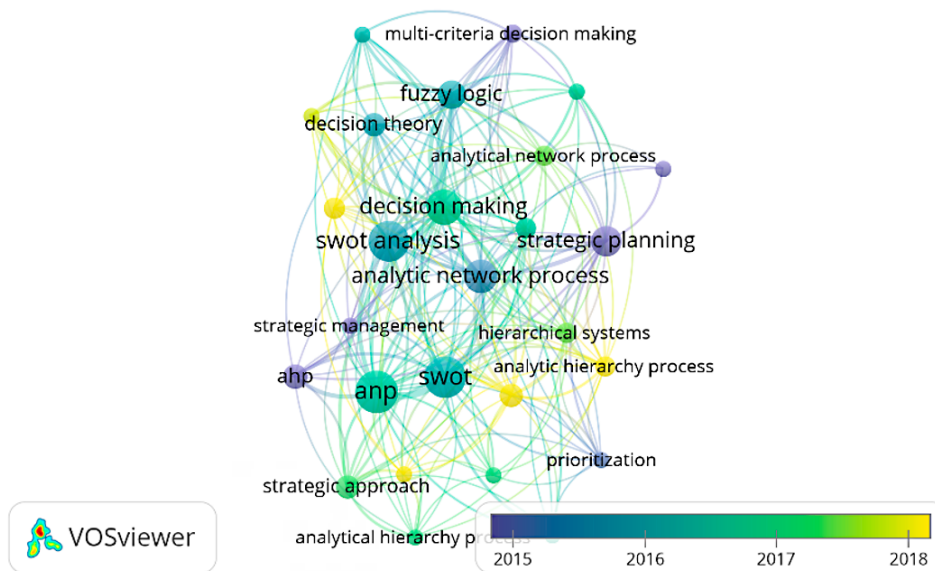 multi-criteria decision making
fuzzy logic
decision theory
analytical network process
decision making
swot analysis
strategic planning
analytic network process
strategic management
hierarchical systems
analytic hierarchy process
ahp
swot
anp
prioritization
strategic approach
analytical hierarchy process
VOSviewer
2015 2016 2017 2018